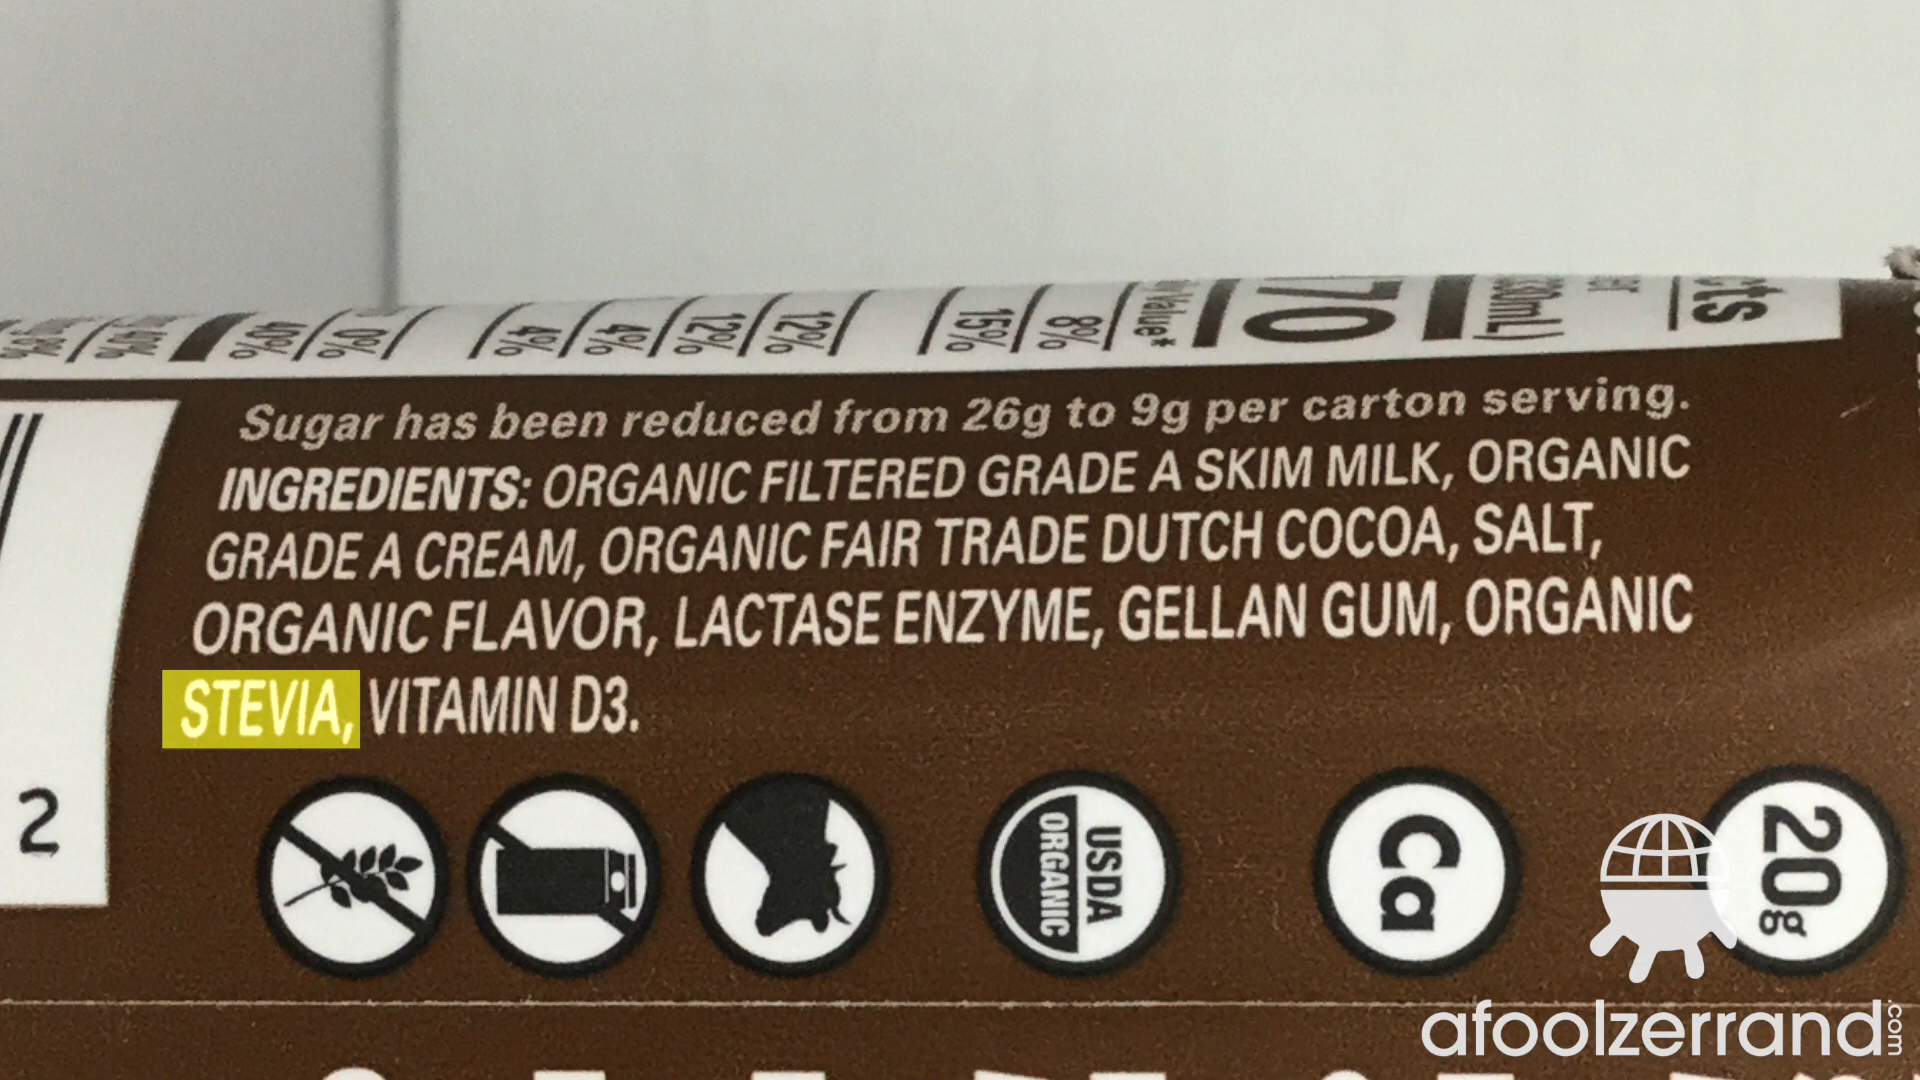 cts
70
Value*
8%
15%
12%
12%
4%
4%
0%
40%
Sugar has been reduced from 26g to 9g per carton serving.
INGREDIENTS: ORGANIC FILTERED GRADE A SKIM MILK, ORGANIC
GRADE A CREAM, ORGANIC FAIR TRADE DUTCH COCOA, SALT,
ORGANIC FLAVOR, LACTASE ENZYME, GELLAN GUM, ORGANIC
STEVIA, VITAMIN D3.
2
USDA
ORGANIC
Ca
20g
afoolzerrand.com